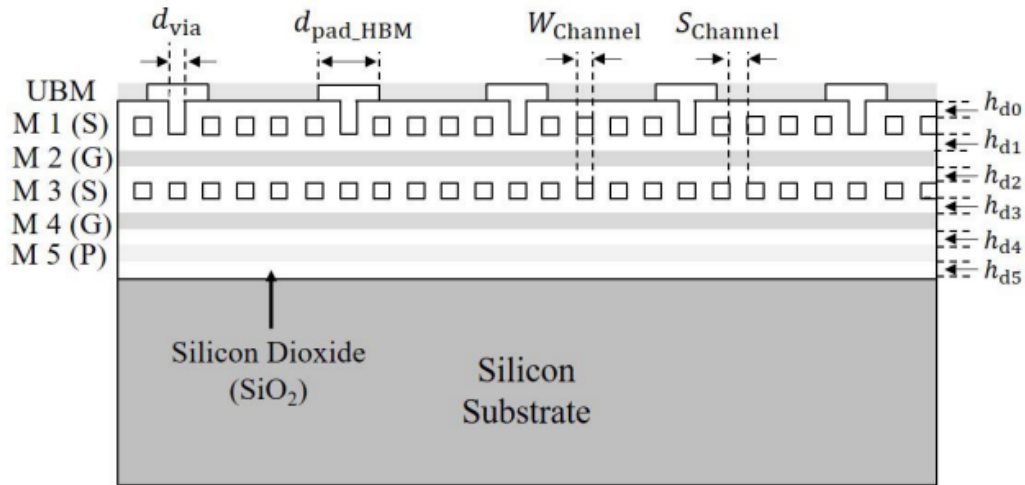 d_via
d_pad_HBM
W_Channel
S_Channel
UBM
M 1 (S)
M 2 (G)
M 3 (S)
M 4 (G)
M 5 (P)
h_d0
h_d1
h_d2
h_d3
h_d4
h_d5
Silicon Dioxide
(SiO₂)
Silicon
Substrate